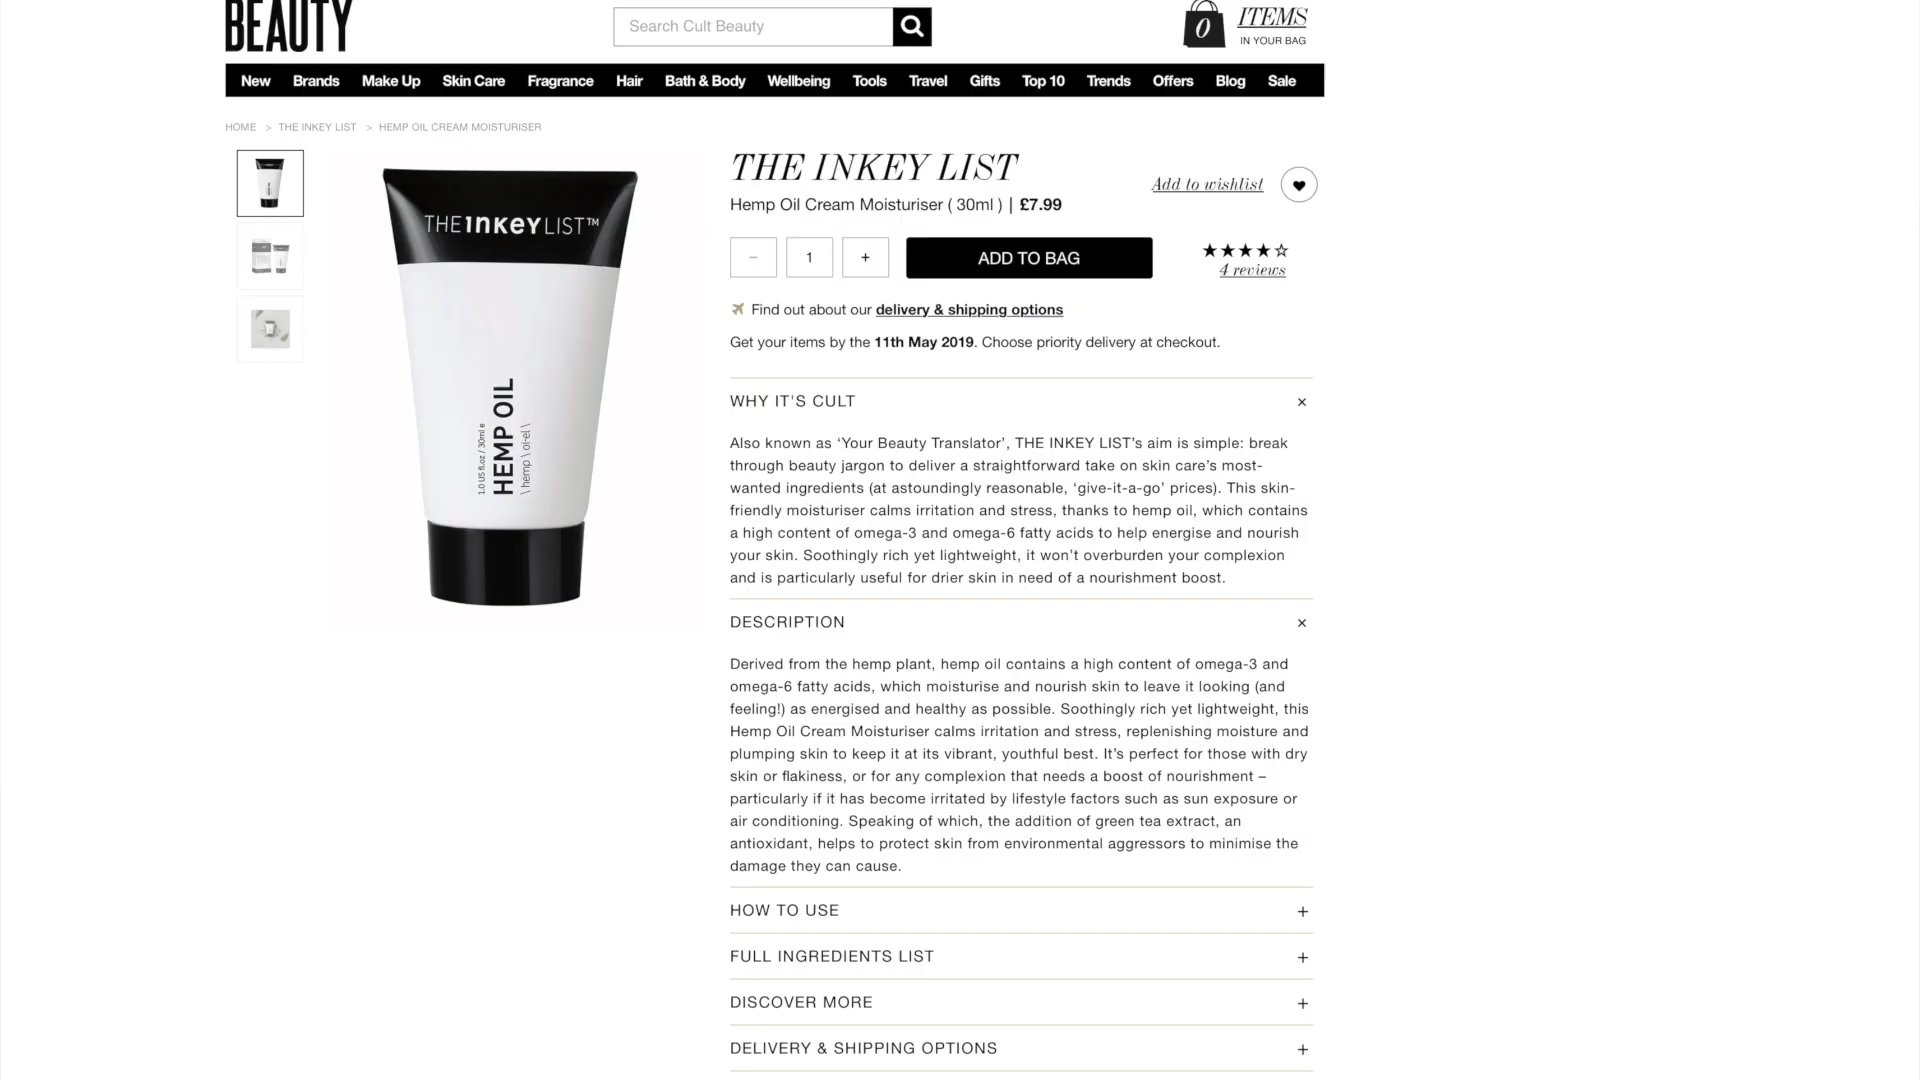 BEAUTY
Search Cult Beauty
0
ITEMS
IN YOUR BAG
New Brands Make Up Skin Care Fragrance Hair Bath & Body Wellbeing Tools Travel Gifts Top 10 Trends Offers Blog Sale
HOME > THE INKEY LIST > HEMP OIL CREAM MOISTURISER
THE INKEY LIST™
1.0 US fl.oz / 30ml e
HEMP OIL
\ hemp \ oi-el \
THE INKEY LIST
Add to wishlist
Hemp Oil Cream Moisturiser ( 30ml ) | £7.99
− 1 + ADD TO BAG
★★★★☆
4 reviews
Find out about our delivery & shipping options
Get your items by the 11th May 2019. Choose priority delivery at checkout.
WHY IT'S CULT ×
Also known as ‘Your Beauty Translator’, THE INKEY LIST’s aim is simple: break
through beauty jargon to deliver a straightforward take on skin care’s most-
wanted ingredients (at astoundingly reasonable, ‘give-it-a-go’ prices). This skin-
friendly moisturiser calms irritation and stress, thanks to hemp oil, which contains
a high content of omega-3 and omega-6 fatty acids to help energise and nourish
your skin. Soothingly rich yet lightweight, it won’t overburden your complexion
and is particularly useful for drier skin in need of a nourishment boost.
DESCRIPTION ×
Derived from the hemp plant, hemp oil contains a high content of omega-3 and
omega-6 fatty acids, which moisturise and nourish skin to leave it looking (and
feeling!) as energised and healthy as possible. Soothingly rich yet lightweight, this
Hemp Oil Cream Moisturiser calms irritation and stress, replenishing moisture and
plumping skin to keep it at its vibrant, youthful best. It’s perfect for those with dry
skin or flakiness, or for any complexion that needs a boost of nourishment –
particularly if it has become irritated by lifestyle factors such as sun exposure or
air conditioning. Speaking of which, the addition of green tea extract, an
antioxidant, helps to protect skin from environmental aggressors to minimise the
damage they can cause.
HOW TO USE +
FULL INGREDIENTS LIST +
DISCOVER MORE +
DELIVERY & SHIPPING OPTIONS +